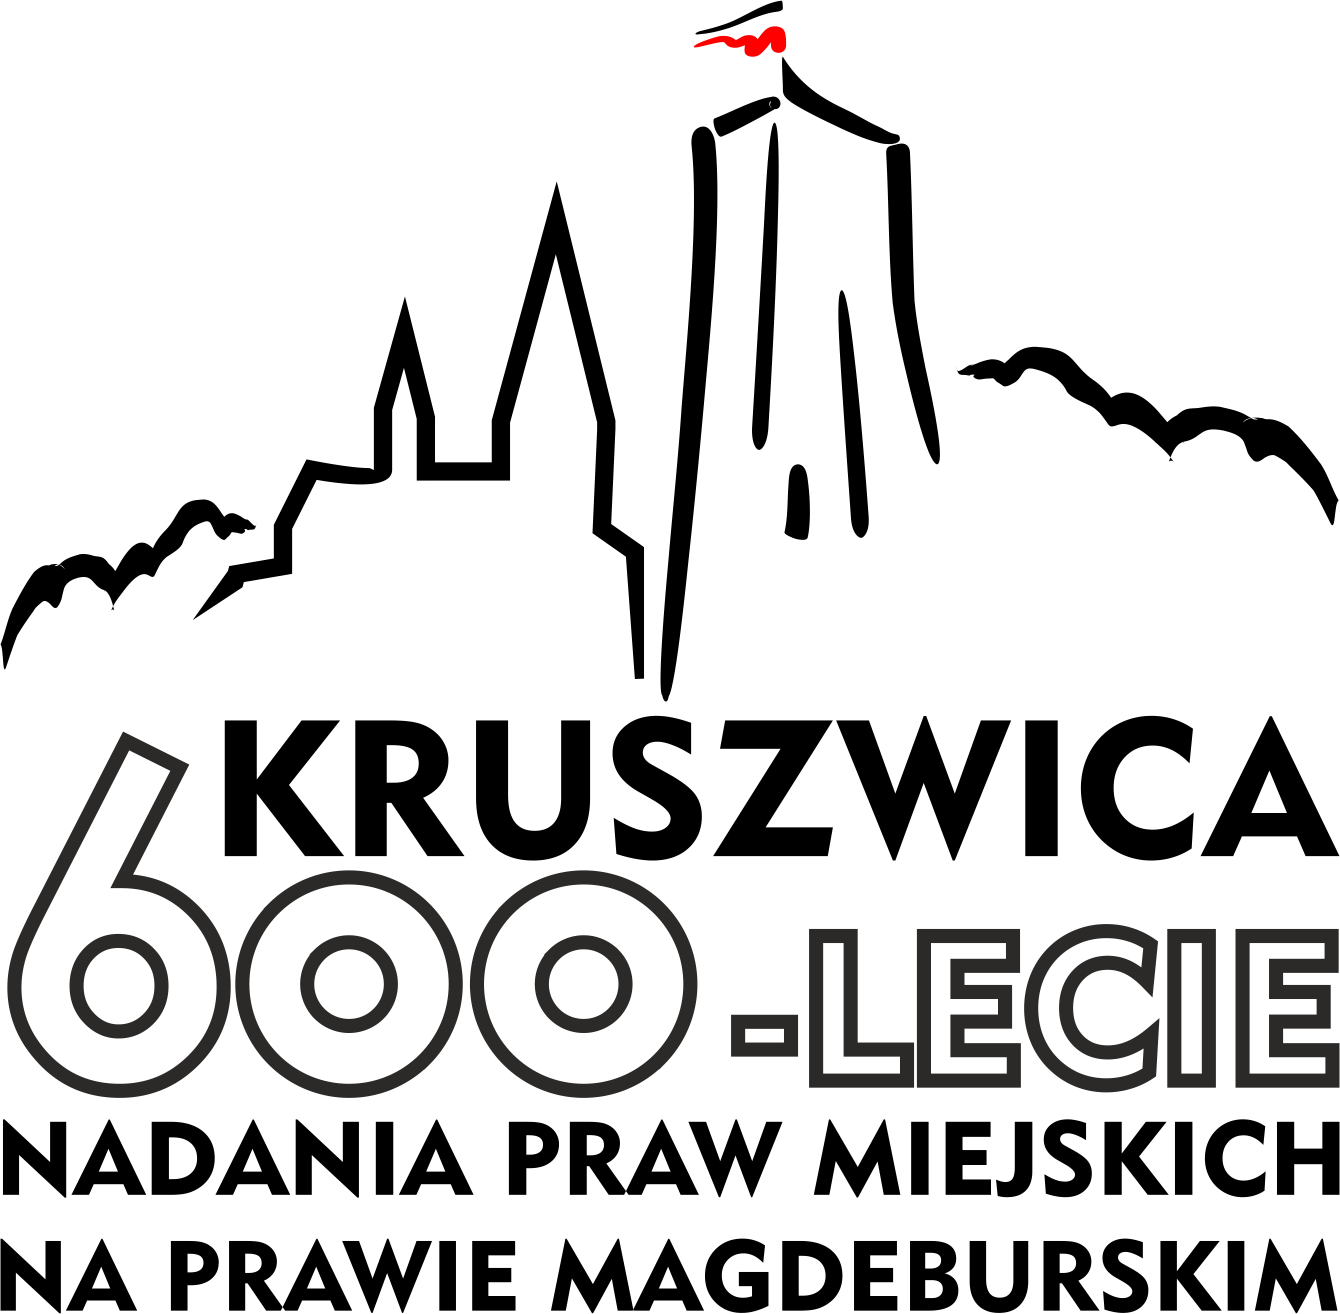 KRUSZWICA
600-LECIE
NADANIA PRAW MIEJSKICH
NA PRAWIE MAGDEBURSKIM